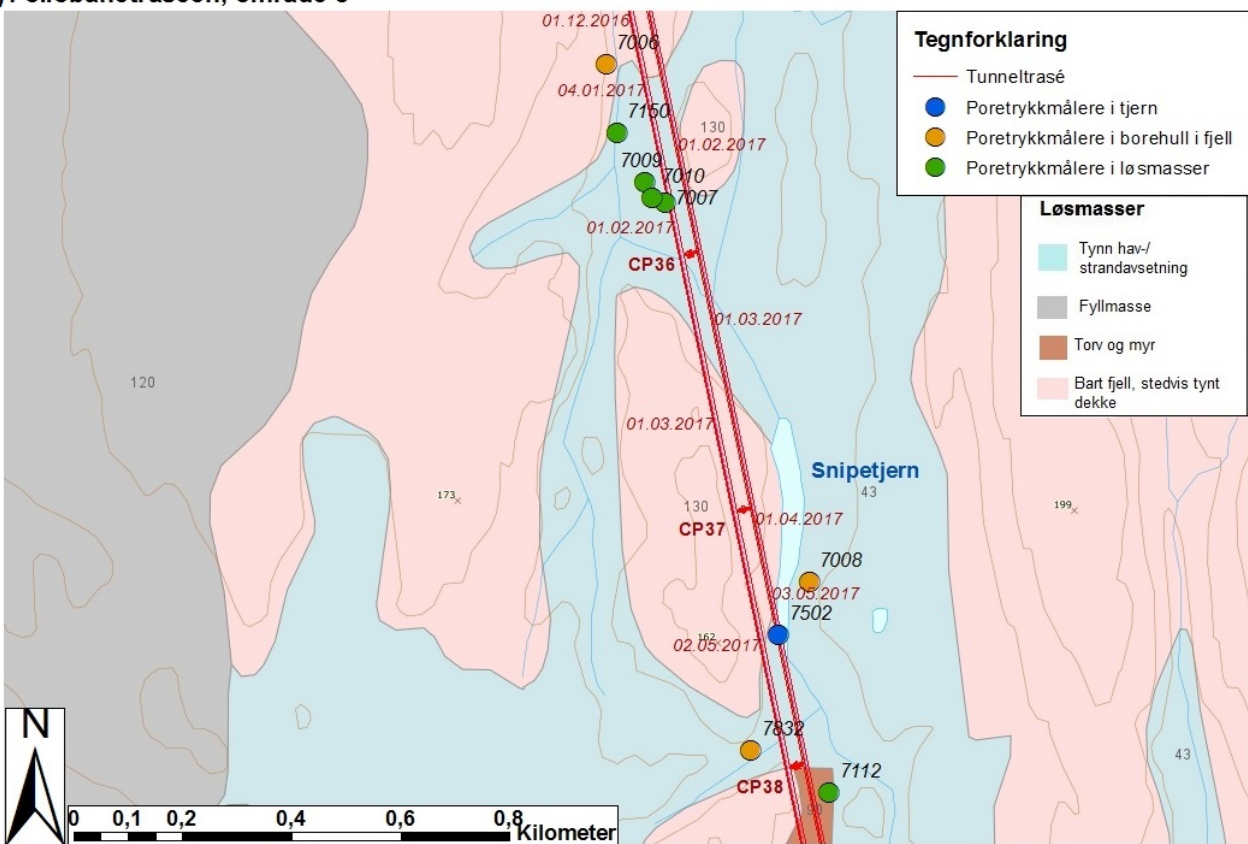 01.12.2016
7006
04.01.2017
7150
130
01.02.2017
7009
7010
7007
01.02.2017
CP36
01.03.2017
120
01.03.2017
Snipetjern
173
130
43
199
01.04.2017
CP37
7008
03.05.2017
7502
162
02.05.2017
7832
CP38
7112
90
43
Tegnforklaring
Tunneltrasé
Poretrykkmålere i tjern
Poretrykkmålere i borehull i fjell
Poretrykkmålere i løsmasser
Løsmasser
Tynn hav-/
strandavsetning
Fyllmasse
Torv og myr
Bart fjell, stedvis tynt
dekke
N
0 0,1 0,2 0,4 0,6 0,8
Kilometer